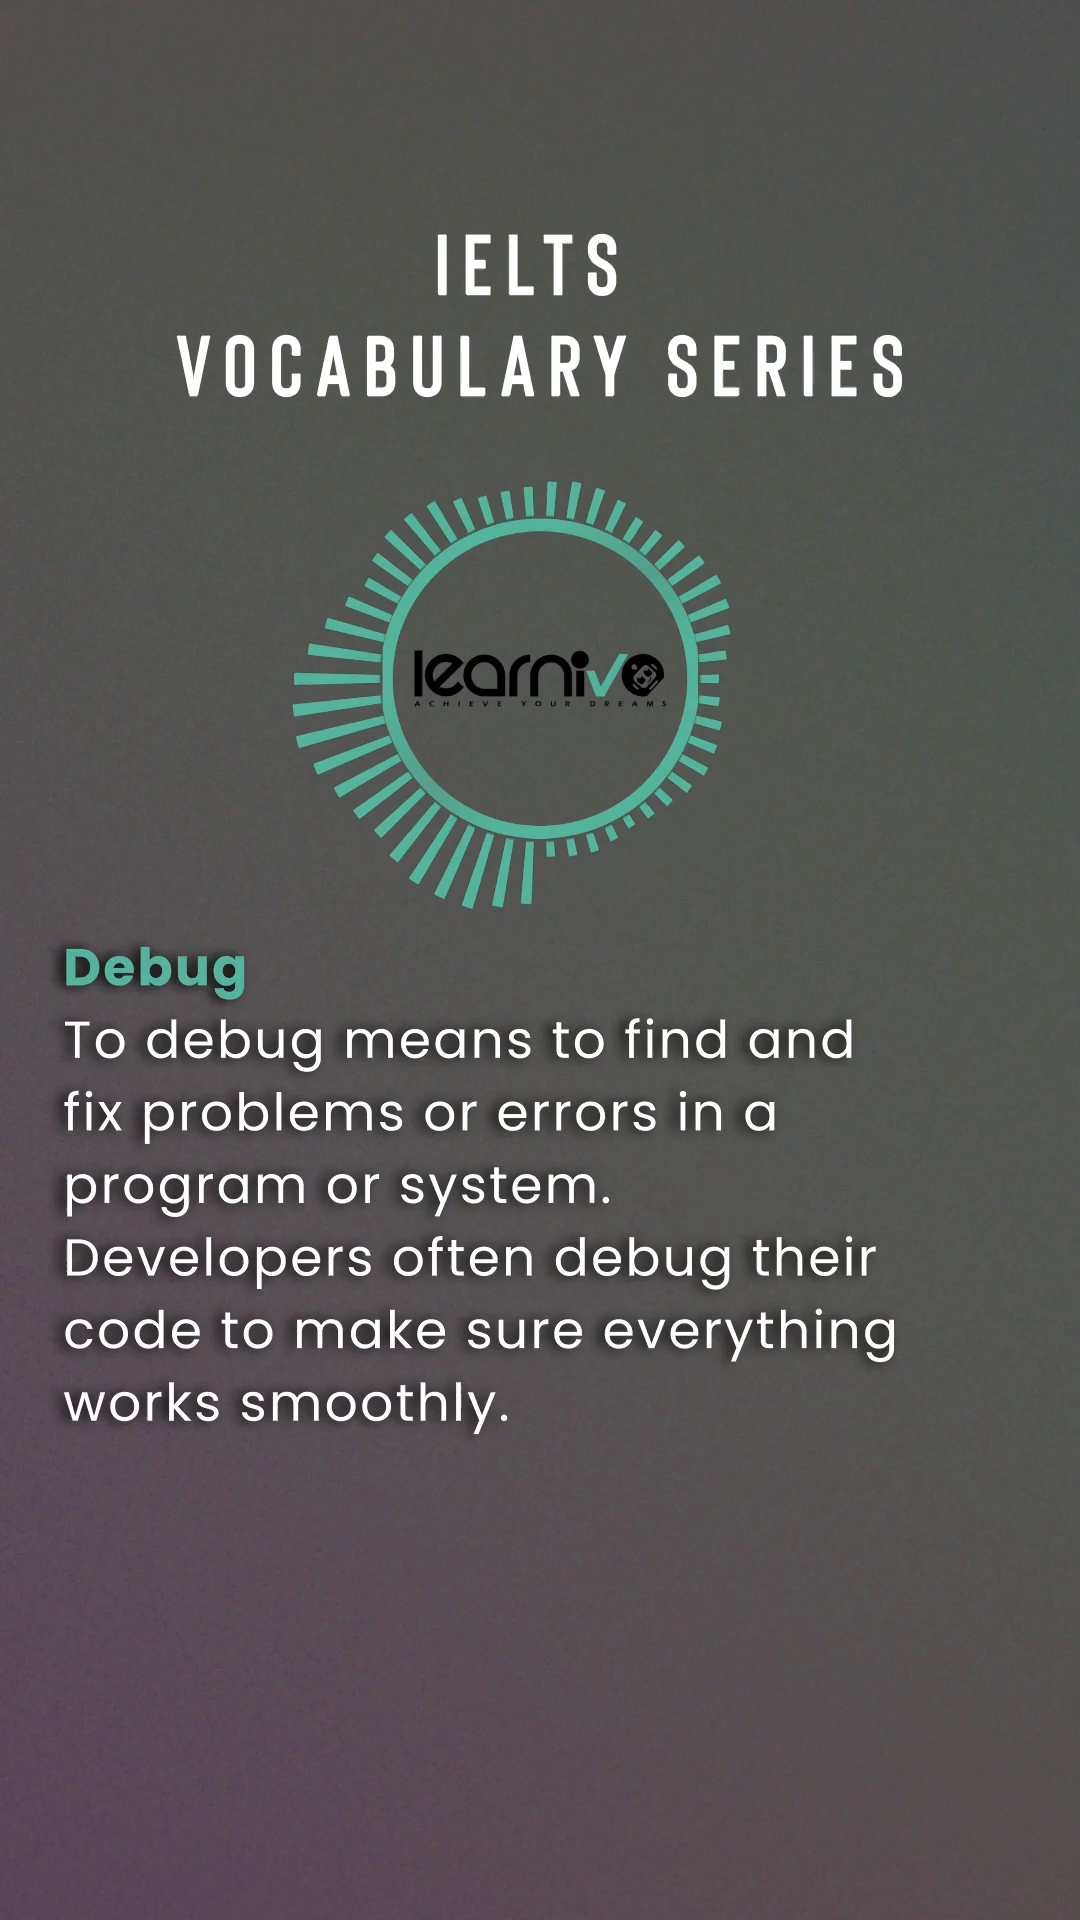 IELTS
VOCABULARY SERIES
learnivo
ACHIEVE YOUR DREAMS
Debug
To debug means to find and
fix problems or errors in a
program or system.
Developers often debug their
code to make sure everything
works smoothly.